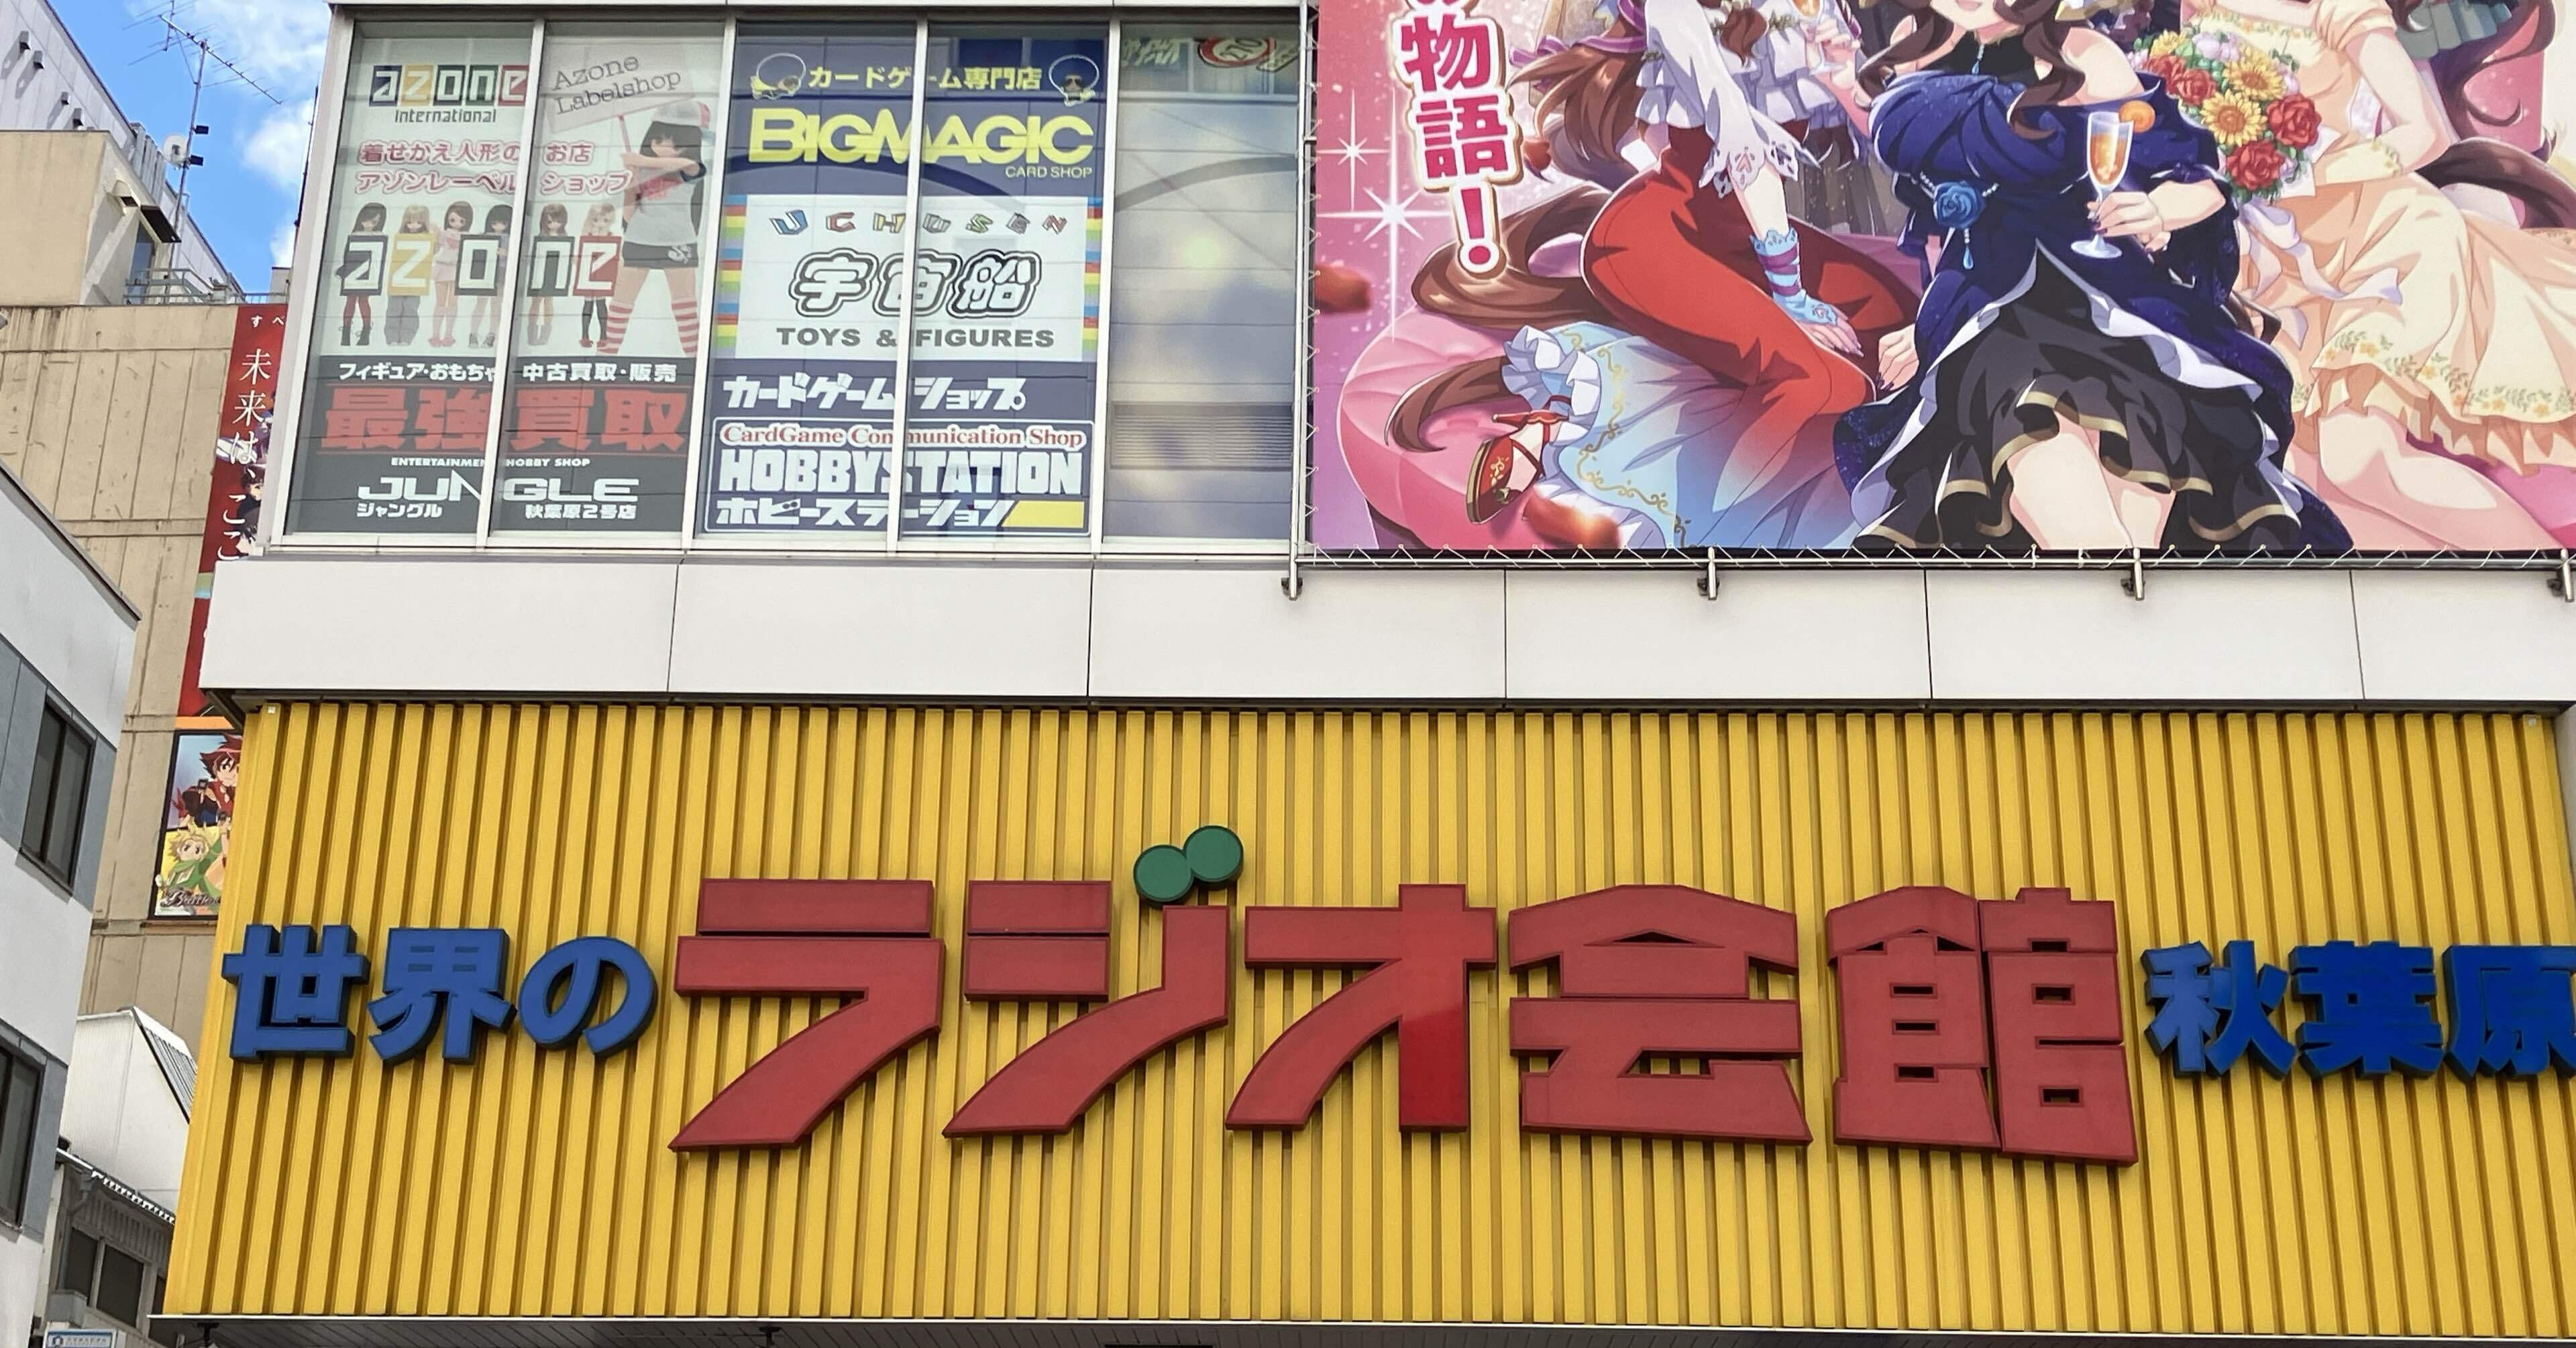 azone
international
着せかえ人形のお店
アゾンレーベルショップ
azone
Azone
Labelshop
フィギュア・おもちゃ 中古買取・販売
最強買取
ENTERTAINMENT HOBBY SHOP
JUNGLE
ジャングル 秋葉原2号店
カードゲーム専門店
BIGMAGIC
CARD SHOP
UCHUSEN
宇宙船
TOYS & FIGURES
カードゲームショップ
CardGame Communication Shop
HOBBY STATION
ホビーステーション
物語!
未来は、ここ
世界のラジオ会館秋葉原